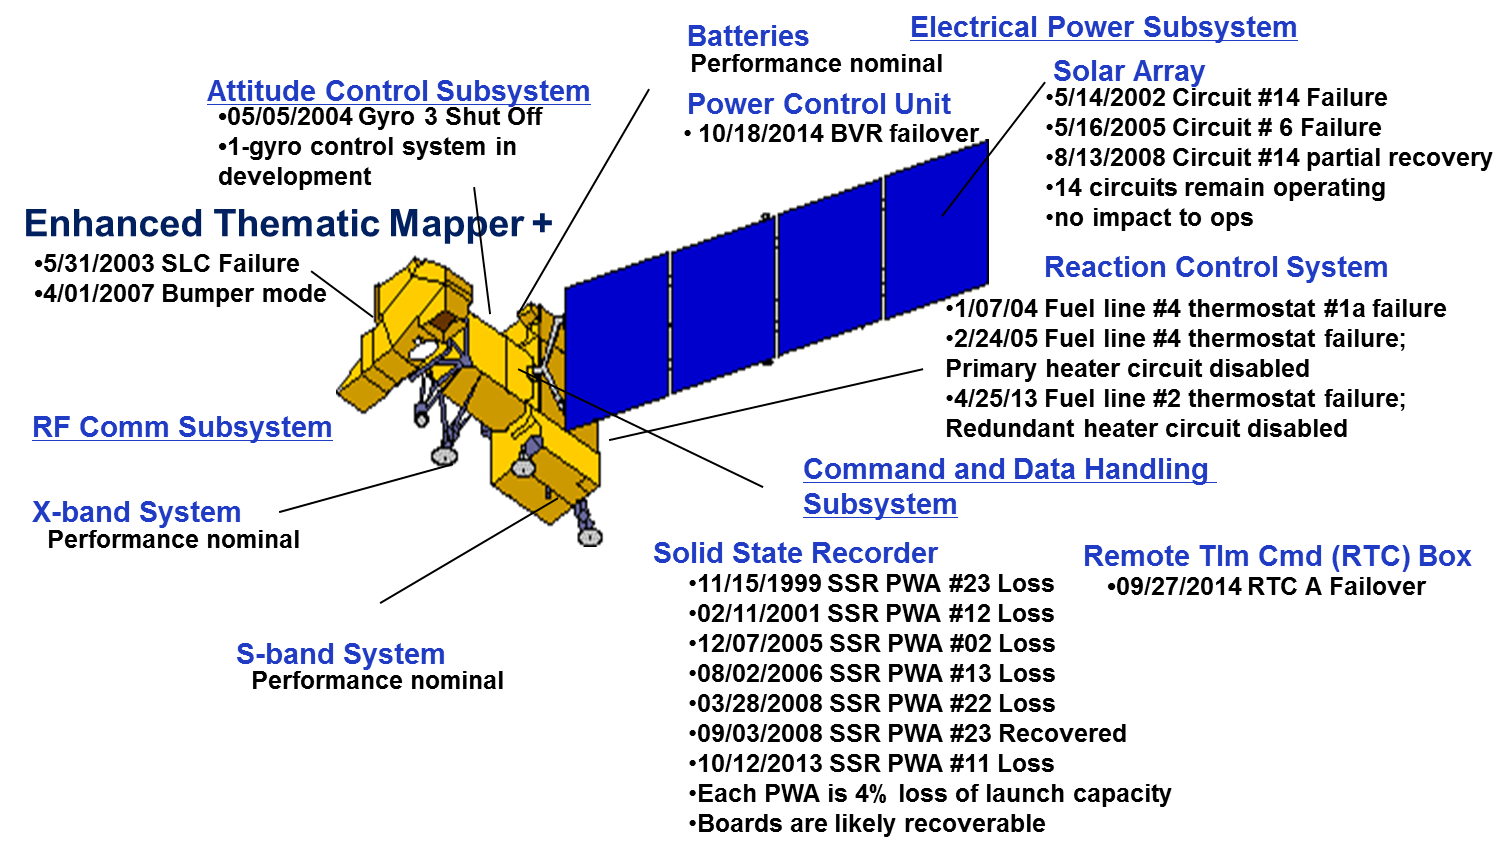 Electrical Power Subsystem
Batteries
Performance nominal
Power Control Unit
• 10/18/2014 BVR failover
Solar Array
•5/14/2002 Circuit #14 Failure
•5/16/2005 Circuit # 6 Failure
•8/13/2008 Circuit #14 partial recovery
•14 circuits remain operating
•no impact to ops
Attitude Control Subsystem
•05/05/2004 Gyro 3 Shut Off
•1-gyro control system in
development
Enhanced Thematic Mapper +
•5/31/2003 SLC Failure
•4/01/2007 Bumper mode
Reaction Control System
•1/07/04 Fuel line #4 thermostat #1a failure
•2/24/05 Fuel line #4 thermostat failure;
Primary heater circuit disabled
•4/25/13 Fuel line #2 thermostat failure;
Redundant heater circuit disabled
RF Comm Subsystem
X-band System
Performance nominal
S-band System
Performance nominal
Command and Data Handling
Subsystem
Solid State Recorder
•11/15/1999 SSR PWA #23 Loss
•02/11/2001 SSR PWA #12 Loss
•12/07/2005 SSR PWA #02 Loss
•08/02/2006 SSR PWA #13 Loss
•03/28/2008 SSR PWA #22 Loss
•09/03/2008 SSR PWA #23 Recovered
•10/12/2013 SSR PWA #11 Loss
•Each PWA is 4% loss of launch capacity
•Boards are likely recoverable
Remote Tlm Cmd (RTC) Box
•09/27/2014 RTC A Failover